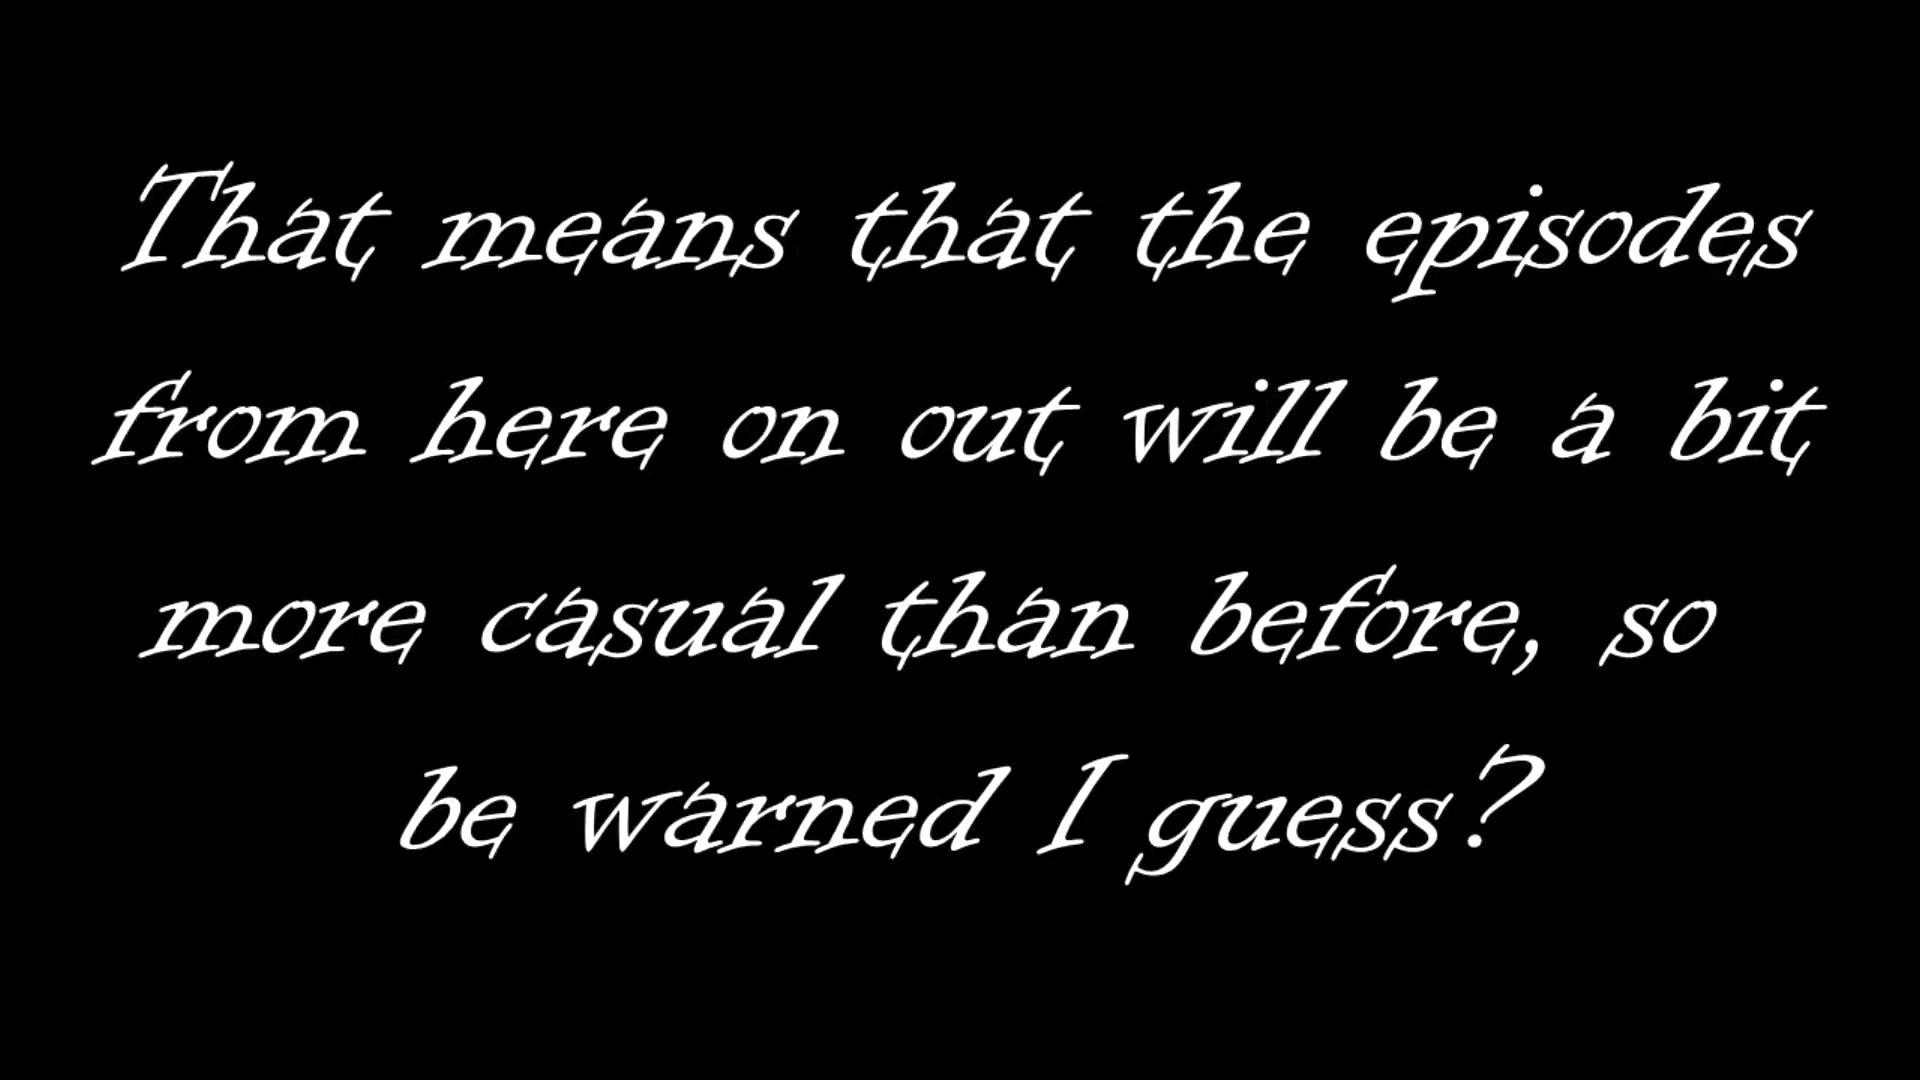 That means that the episodes
from here on out will be a bit
more casual than before, so
be warned I guess?